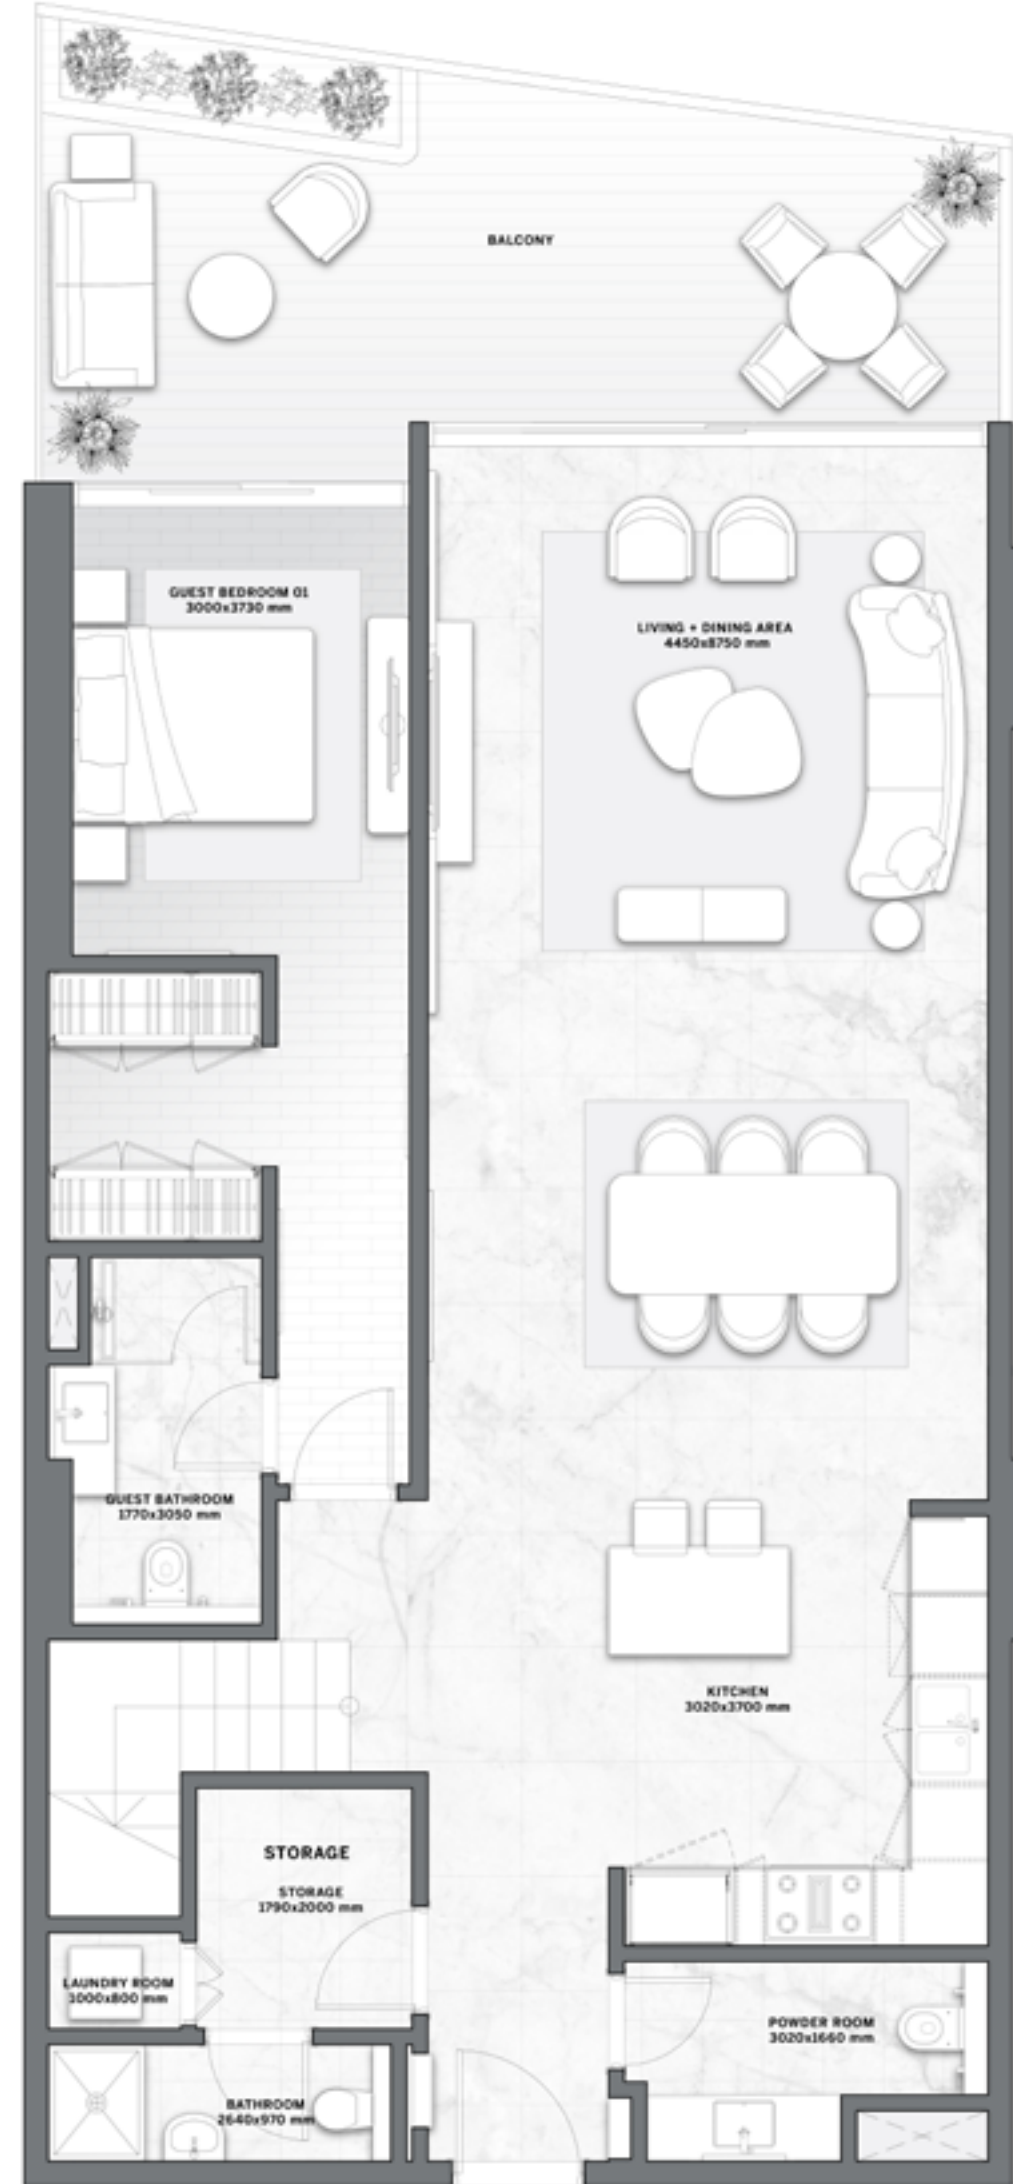 BALCONY
GUEST BEDROOM 01
3000x3730 mm
LIVING + DINING AREA
4450x8750 mm
GUEST BATHROOM
1770x3050 mm
KITCHEN
3020x3700 mm
STORAGE
STORAGE
1790x2000 mm
LAUNDRY ROOM
1000x800 mm
POWDER ROOM
3020x1660 mm
BATHROOM
2640x970 mm